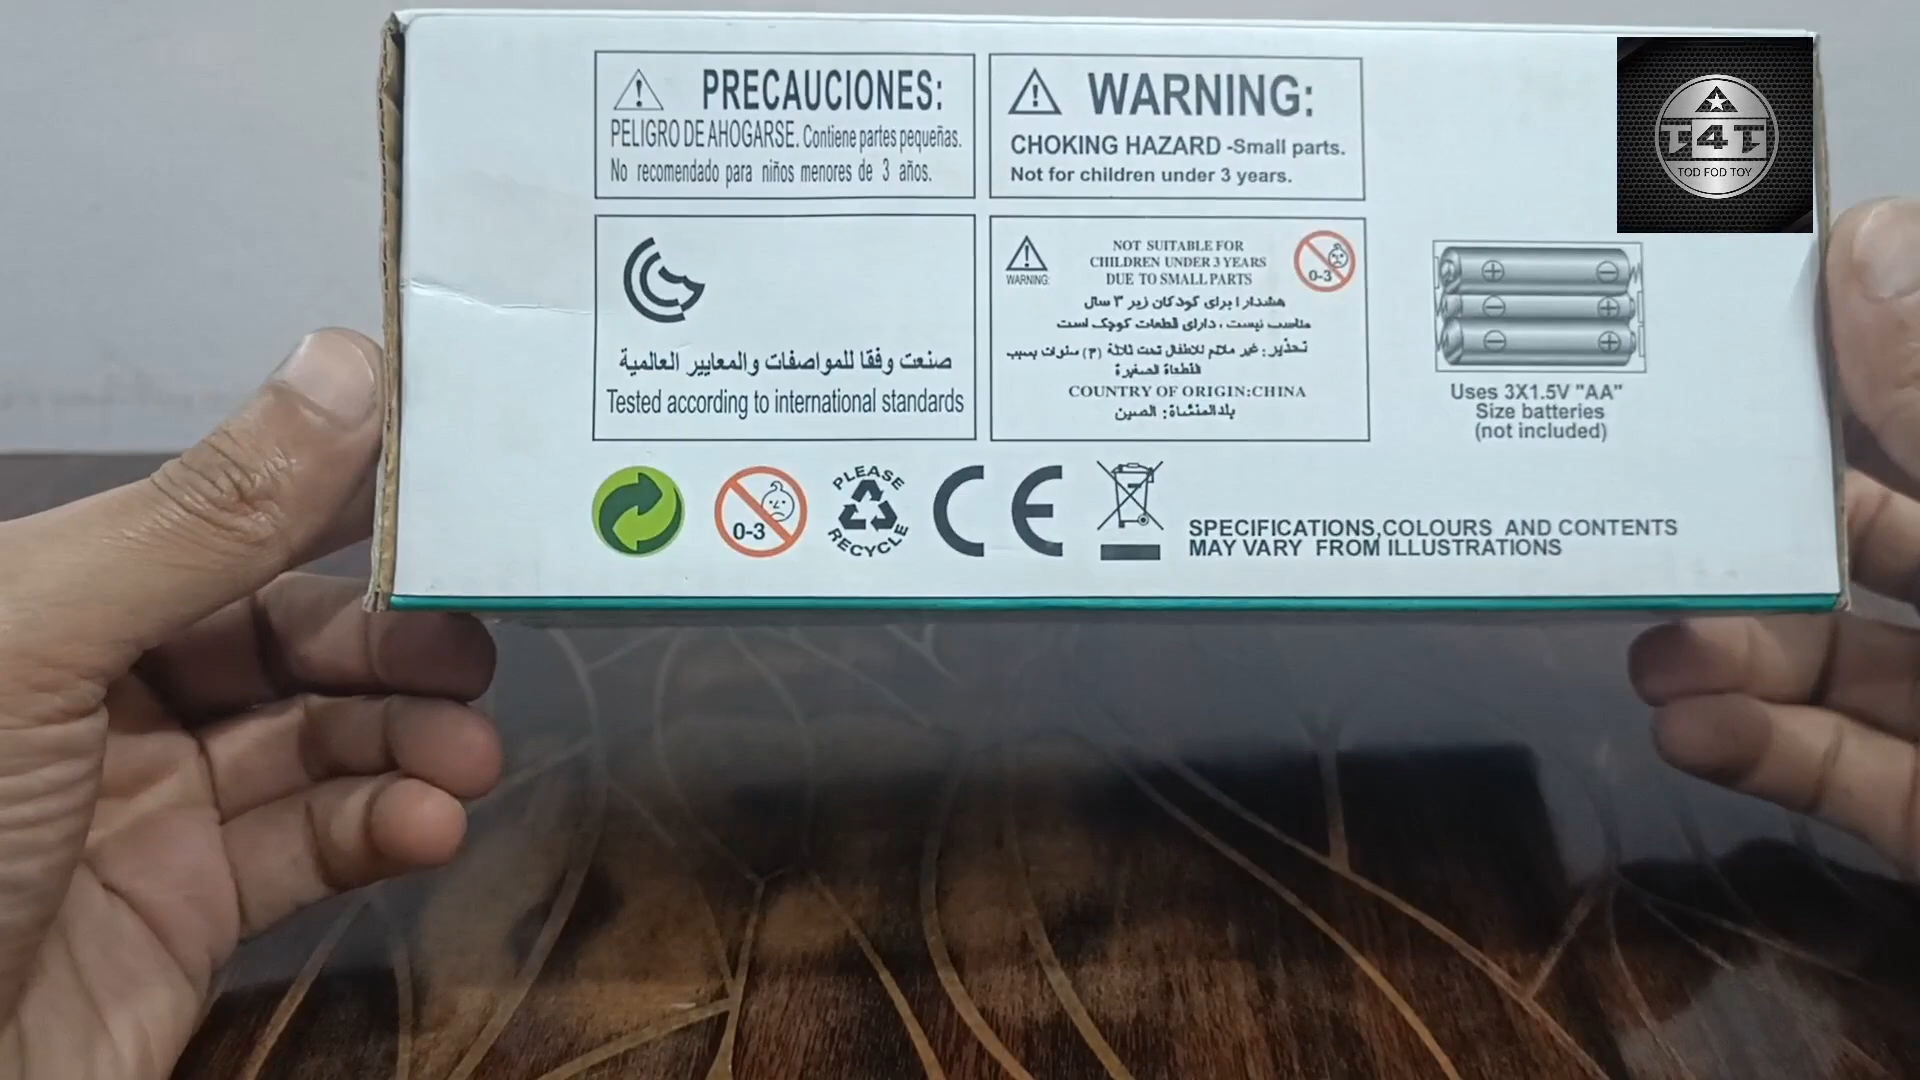 PRECAUCIONES:
PELIGRO DE AHOGARSE. Contiene partes pequeñas.
No recomendado para niños menores de 3 años.
WARNING:
CHOKING HAZARD -Small parts.
Not for children under 3 years.
T4T
TOD FOD TOY
صنعت وفقا للمواصفات والمعايير العالمية
Tested according to international standards
WARNING:
NOT SUITABLE FOR
CHILDREN UNDER 3 YEARS
DUE TO SMALL PARTS
0-3
هشدار ! برای کودکان زیر ۳ سال
مناسب نیست ، دارای قطعات کوچک است
تحذير : غير ملائم للاطفال تحت ثلاثة (٣) سنوات بسبب
القطعاة الصغيرة
COUNTRY OF ORIGIN:CHINA
بلدالمنشاة : الصين
Uses 3X1.5V "AA"
Size batteries
(not included)
0-3
PLEASE
RECYCLE
CE
SPECIFICATIONS,COLOURS AND CONTENTS
MAY VARY FROM ILLUSTRATIONS